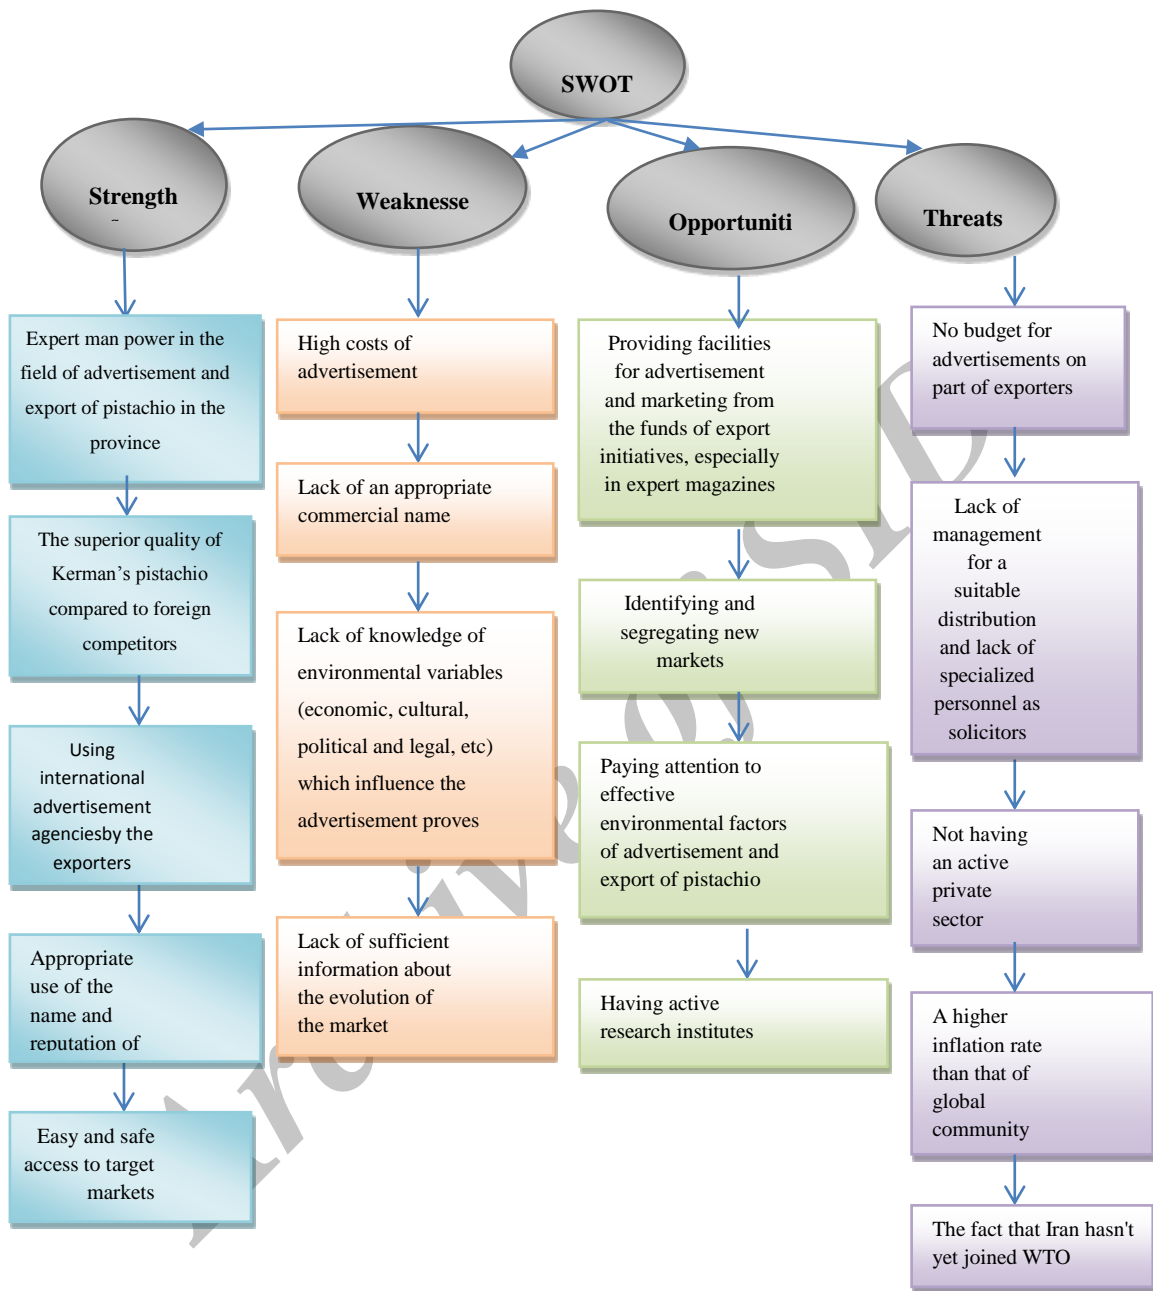 SWOT
Strength
Weaknesse
Opportuniti
Threats
Expert man power in the
field of advertisement and
export of pistachio in the
province
The superior quality of
Kerman's pistachio
compared to foreign
competitors
Using
international
advertisement
agenciesby the
exporters
Appropriate
use of the
name and
reputation of
Easy and safe
access to target
markets
High costs of
advertisement
Lack of an appropriate
commercial name
Lack of knowledge of
environmental variables
(economic, cultural,
political and legal, etc)
which influence the
advertisement proves
Lack of sufficient
information about
the evolution of
the market
Providing facilities
for advertisement
and marketing from
the funds of export
initiatives, especially
in expert magazines
Identifying and
segregating new
markets
Paying attention to
effective
environmental factors
of advertisement and
export of pistachio
Having active
research institutes
No budget for
advertisements on
part of exporters
Lack of
management
for a
suitable
distribution
and lack of
specialized
personnel as
solicitors
Not having
an active
private
sector
A higher
inflation rate
than that of
global
community
The fact that Iran hasn't
yet joined WTO
Archive of SID